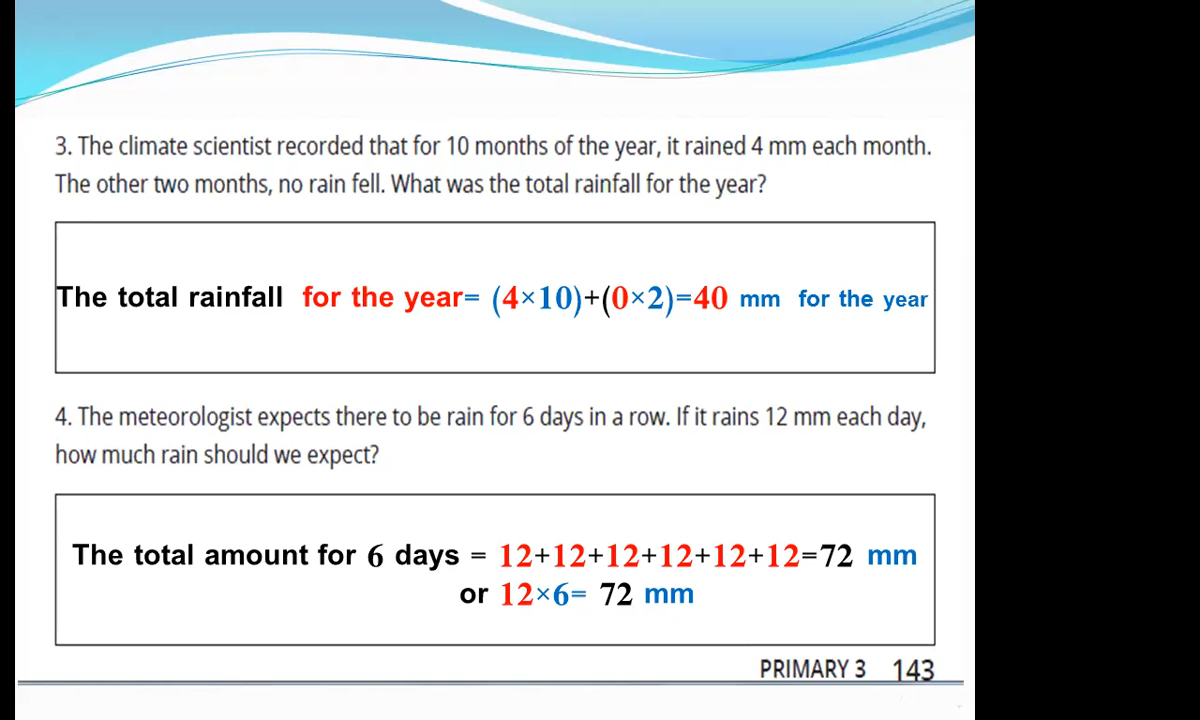 3. The climate scientist recorded that for 10 months of the year, it rained 4 mm each month.
The other two months, no rain fell. What was the total rainfall for the year?
The total rainfall for the year= (4×10)+(0×2)=40 mm for the year
4. The meteorologist expects there to be rain for 6 days in a row. If it rains 12 mm each day,
how much rain should we expect?
The total amount for 6 days = 12+12+12+12+12+12=72 mm
or 12×6= 72 mm
PRIMARY 3 143